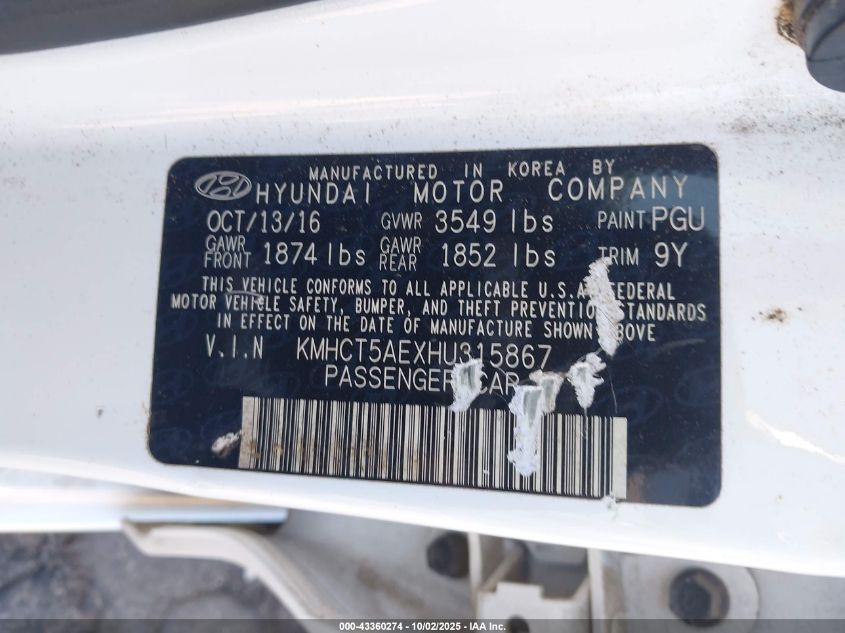 MANUFACTURED IN KOREA BY
HYUNDAI MOTOR COMPANY
OCT/13/16 GVWR 3549 lbs PAINT PGU
GAWR FRONT 1874 lbs GAWR REAR 1852 lbs TRIM 9Y
THIS VEHICLE CONFORMS TO ALL APPLICABLE U.S.A. FEDERAL
MOTOR VEHICLE SAFETY, BUMPER, AND THEFT PREVENTION STANDARDS
IN EFFECT ON THE DATE OF MANUFACTURE SHOWN ABOVE
V.I.N KMHCT5AEXHU315867
PASSENGER CAR
000-43360274 - 10/02/2025 - IAA Inc.